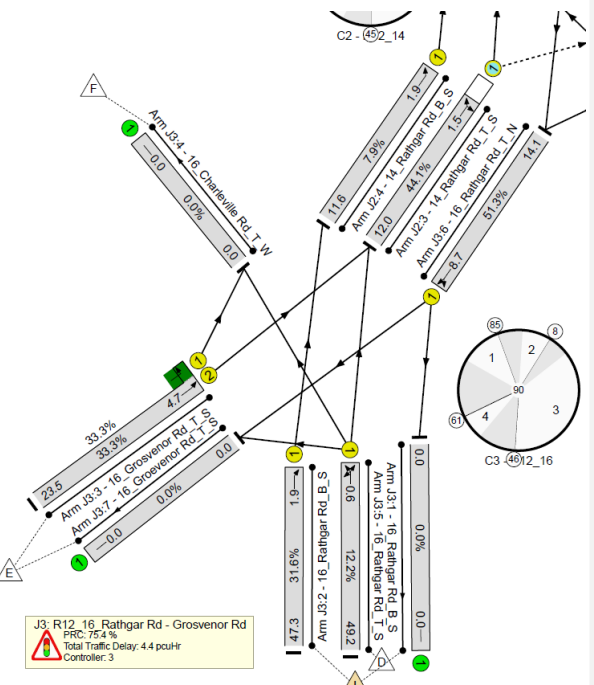 C2 - 45 2_14
1
1
1.9
7.9%
11.6
Arm J2:4 - 14_Rathgar Rd_B_S
1.5
44.1%
12.0
Arm J2:3 - 14_Rathgar Rd_T_S
Arm J3:6 - 16_Rathgar Rd_T_N
14.1
51.3%
8.7
1
F
1
Arm J3:4 - 16_Charleville Rd_T_W
0.0
0.0%
0.0
1
2
4.7
33.3%
33.3%
23.5
Arm J3:3 - 16_Grosvenor Rd_T_S
Arm J3:7 - 16_Groevenor Rd_T_S
0.0
0.0%
0.0
1
E
85
8
1
2
90
3
4
61
46
C3 - 12_16
1
1
1.9
31.6%
47.3
Arm J3:2 - 16_Rathgar Rd_B_S
0.6
12.2%
49.2
Arm J3:1 - 16_Rathgar Rd_B_S
Arm J3:5 - 16_Rathgar Rd_T_S
0.0
0.0%
0.0
1
D
J3: R12_16_Rathgar Rd - Grosvenor Rd
PRC: 75.4 %
Total Traffic Delay: 4.4 pcuHr
Controller: 3